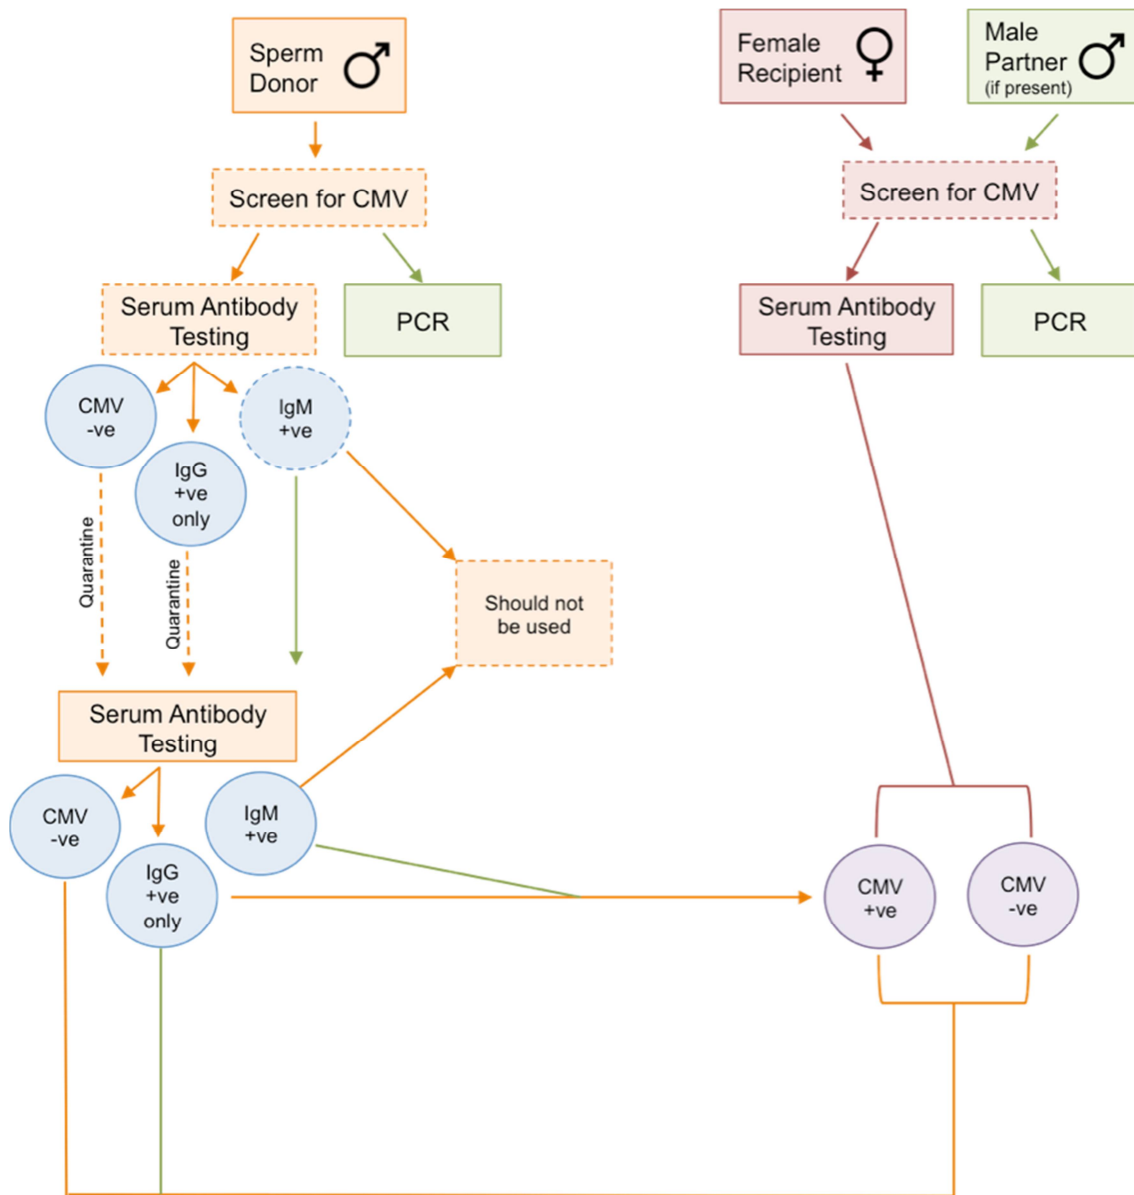 Sperm
Donor
Female
Recipient
Male
Partner
(if present)
Screen for CMV
Screen for CMV
Serum Antibody
Testing
PCR
Serum Antibody
Testing
PCR
CMV
-ve
IgG
+ve
only
IgM
+ve
Quarantine
Quarantine
Should not
be used
Serum Antibody
Testing
CMV
-ve
IgG
+ve
only
IgM
+ve
CMV
+ve
CMV
-ve